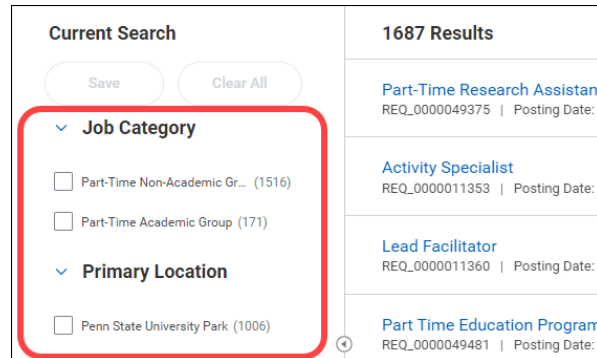 Current Search
Save
Clear All
Job Category
Part-Time Non-Academic Gr... (1516)
Part-Time Academic Group (171)
Primary Location
Penn State University Park (1006)
1687 Results
Part-Time Research Assistan
REQ_0000049375 | Posting Date:
Activity Specialist
REQ_0000011353 | Posting Date:
Lead Facilitator
REQ_0000011360 | Posting Date:
Part Time Education Program
REQ_0000049481 | Posting Date: